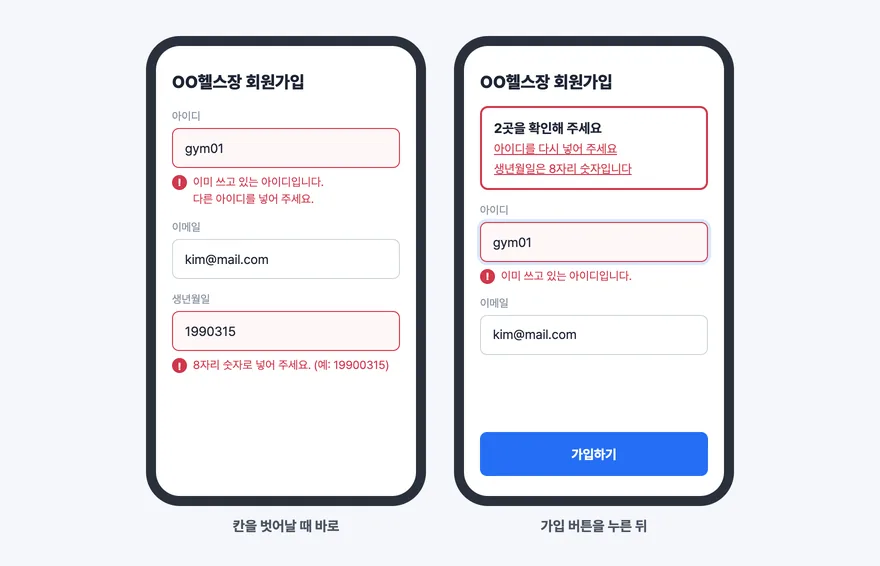 OO헬스장 회원가입
아이디
gym01
! 이미 쓰고 있는 아이디입니다.
다른 아이디를 넣어 주세요.
이메일
kim@mail.com
생년월일
1990315
! 8자리 숫자로 넣어 주세요. (예: 19900315)
칸을 벗어날 때 바로
OO헬스장 회원가입
2곳을 확인해 주세요
아이디를 다시 넣어 주세요
생년월일은 8자리 숫자입니다
아이디
gym01
! 이미 쓰고 있는 아이디입니다.
이메일
kim@mail.com
가입하기
가입 버튼을 누른 뒤